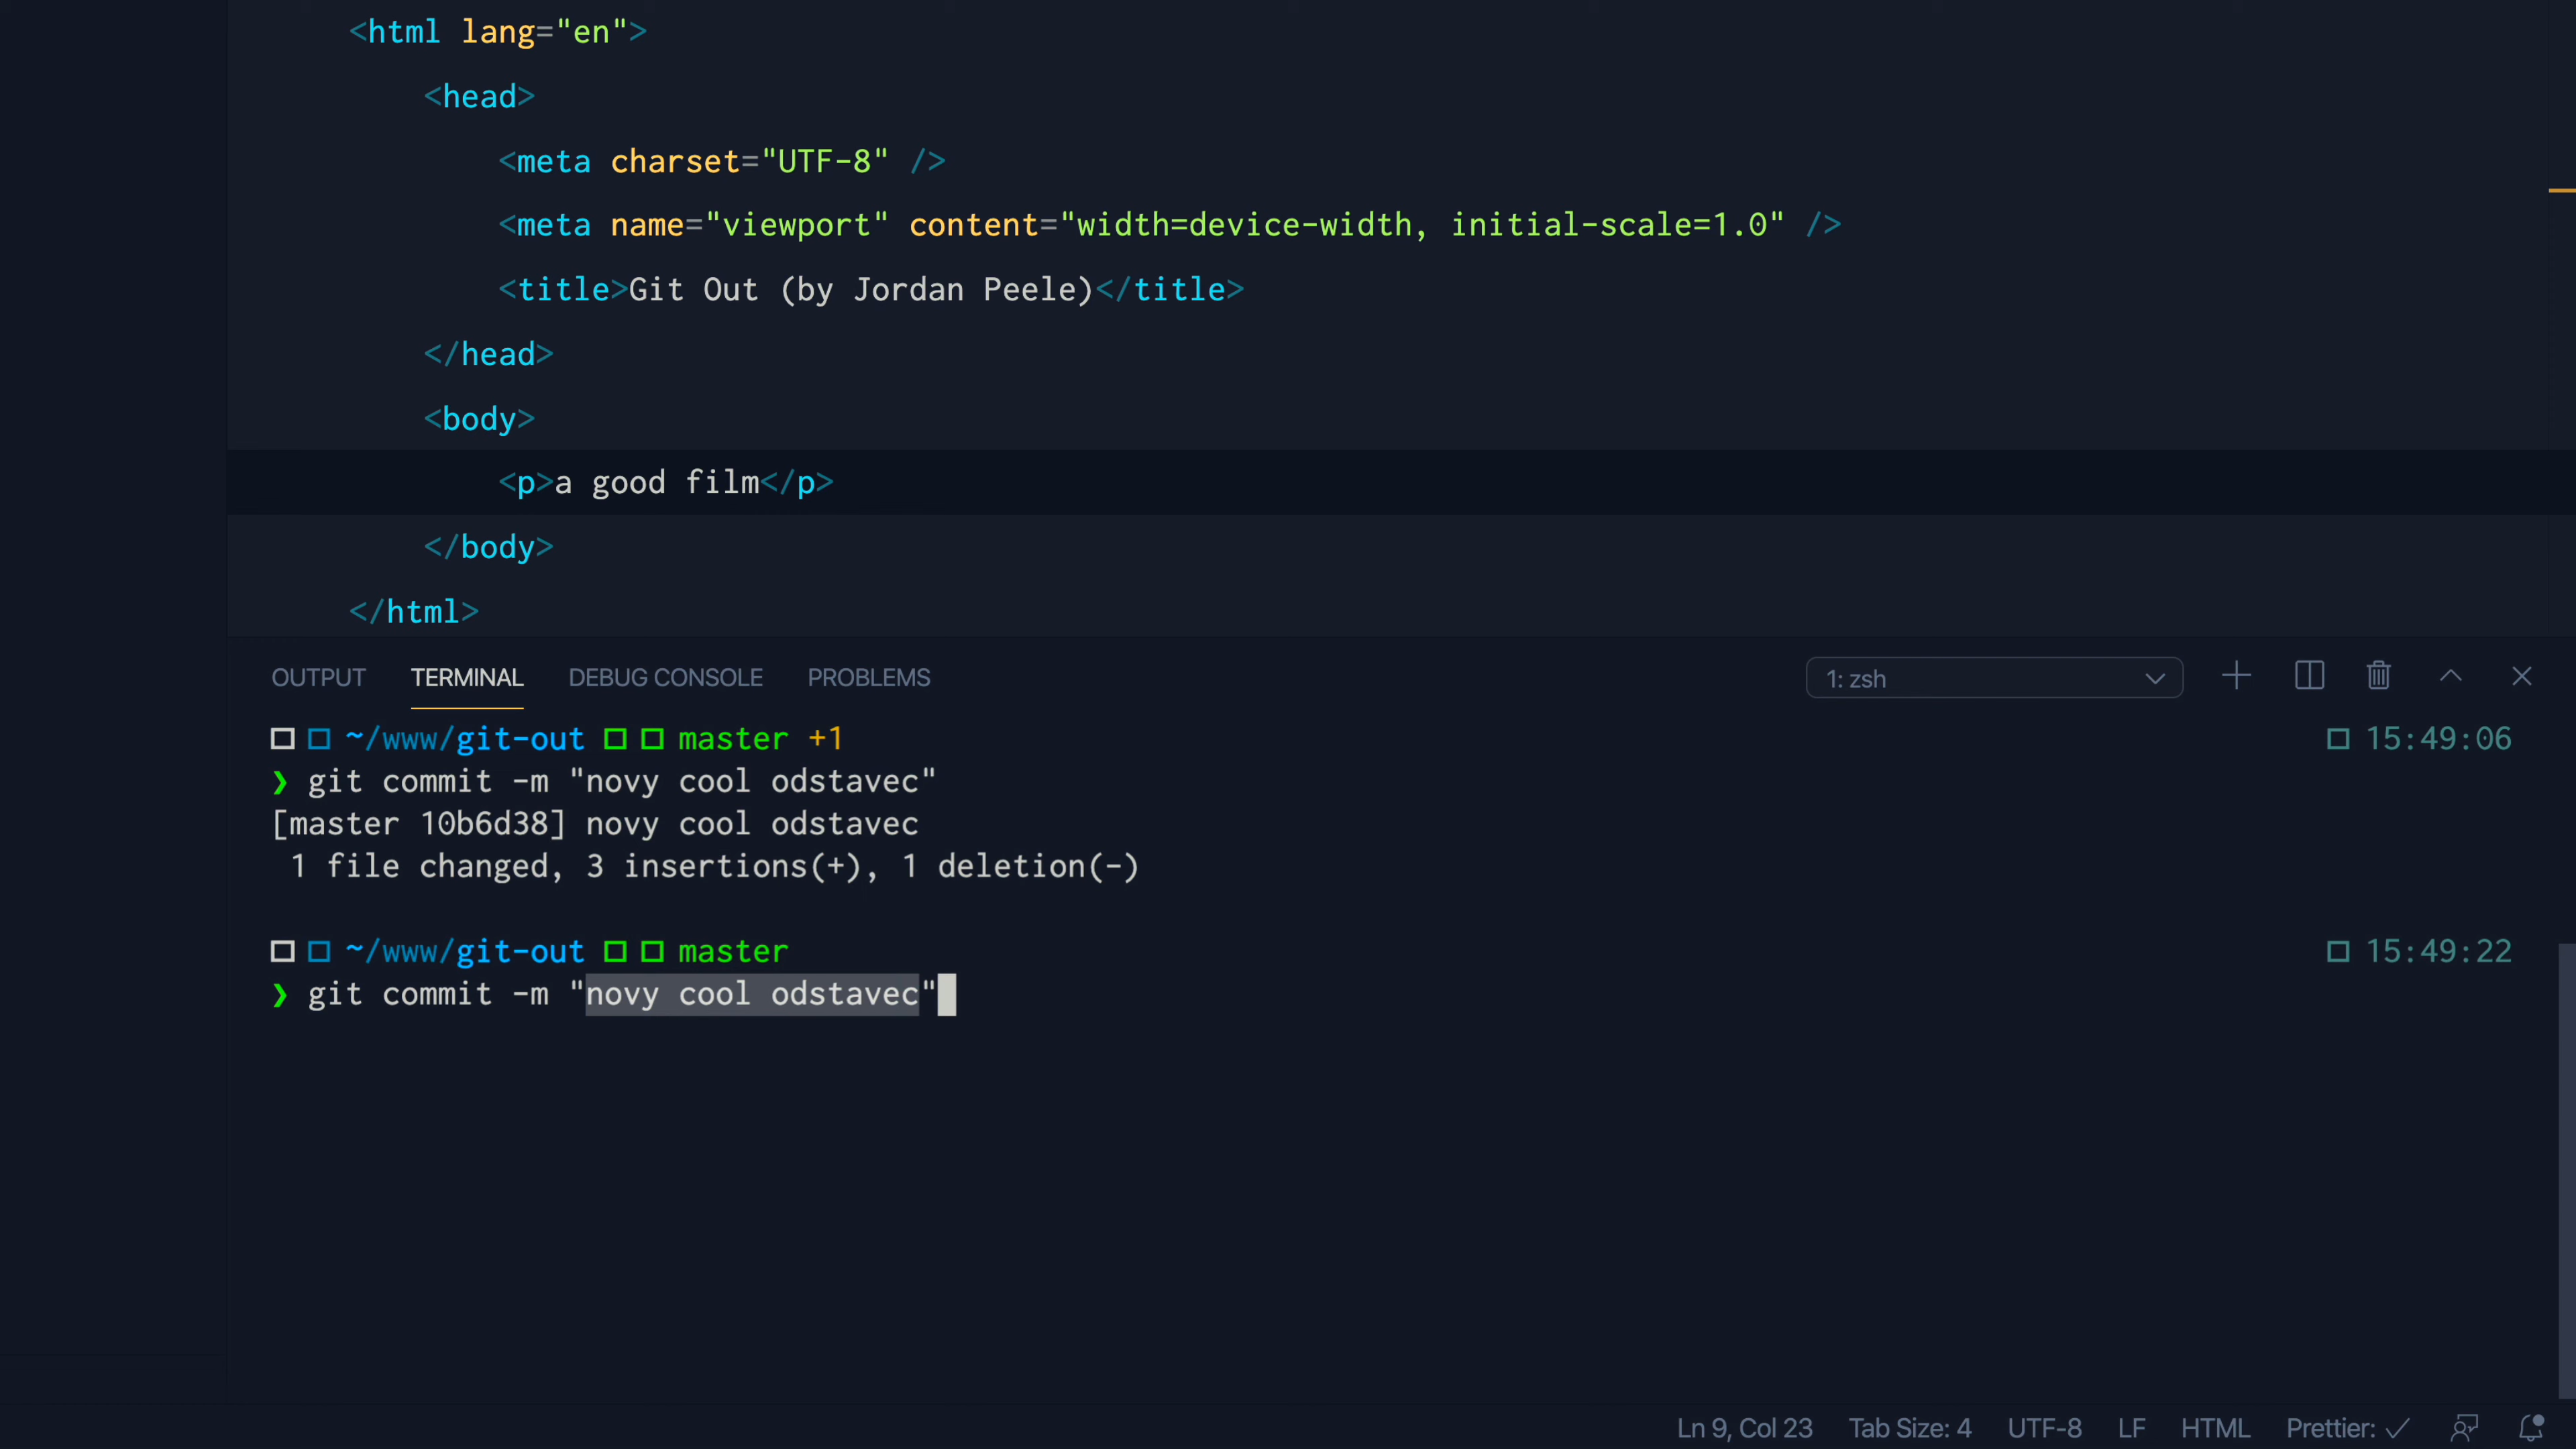 <html lang="en">
<head>
<meta charset="UTF-8" />
<meta name="viewport" content="width=device-width, initial-scale=1.0" />
<title>Git Out (by Jordan Peele)</title>
</head>
<body>
<p>a good film</p>
</body>
</html>
OUTPUT TERMINAL DEBUG CONSOLE PROBLEMS 1: zsh
~/www/git-out master +1 15:49:06
❯ git commit -m "novy cool odstavec"
[master 10b6d38] novy cool odstavec
1 file changed, 3 insertions(+), 1 deletion(-)
~/www/git-out master 15:49:22
❯ git commit -m "novy cool odstavec"
Ln 9, Col 23 Tab Size: 4 UTF-8 LF HTML Prettier: ✓